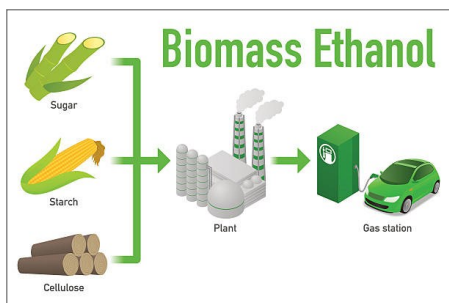 Biomass Ethanol
Sugar
Starch
Cellulose
Plant
Gas station